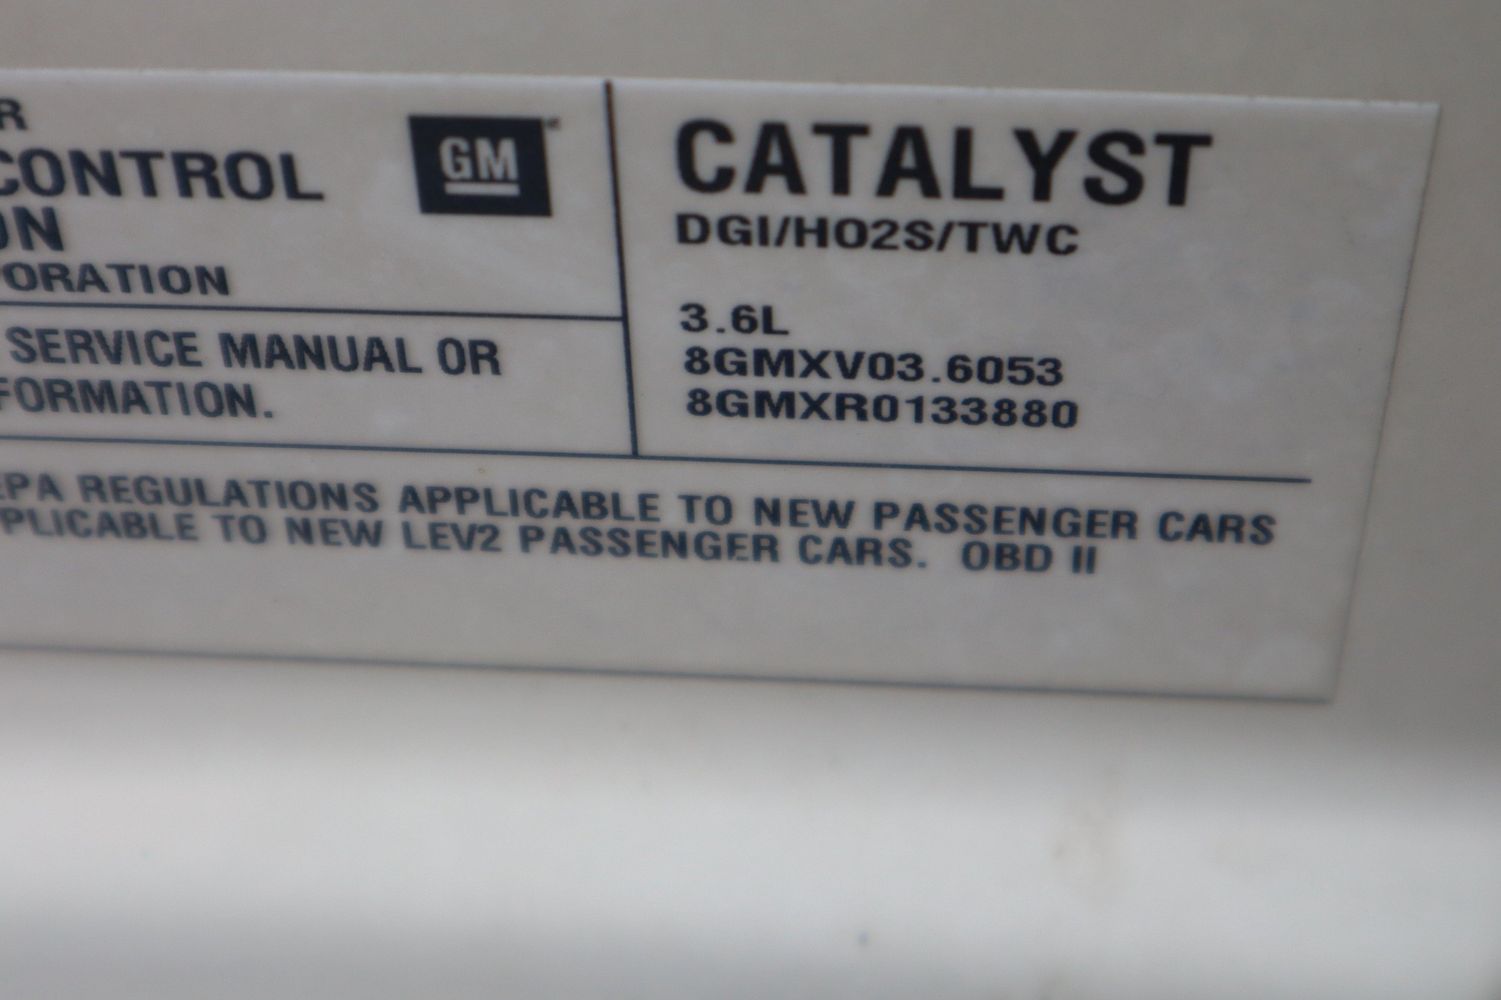 R
CONTROL
ON
ORATION
GM
SERVICE MANUAL OR
FORMATION.
CATALYST
DGI/HO2S/TWC
3.6L
8GMXV03.6053
8GMXR0133880
EPA REGULATIONS APPLICABLE TO NEW PASSENGER CARS
PLICABLE TO NEW LEV2 PASSENGER CARS. OBD II